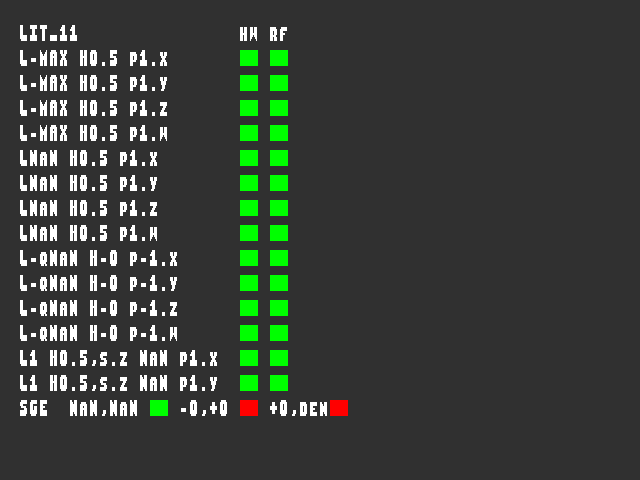 LIT_11 HW RF
L-MAX H0.5 p1.x
L-MAX H0.5 p1.y
L-MAX H0.5 p1.z
L-MAX H0.5 p1.w
LNaN H0.5 p1.x
LNaN H0.5 p1.y
LNaN H0.5 p1.z
LNaN H0.5 p1.w
L-qNaN H-0 p-1.x
L-qNaN H-0 p-1.y
L-qNaN H-0 p-1.z
L-qNaN H-0 p-1.w
L1 H0.5,s.z NaN p1.x
L1 H0.5,s.z NaN p1.y
SGE NaN,NaN -0,+0 +0,DEN